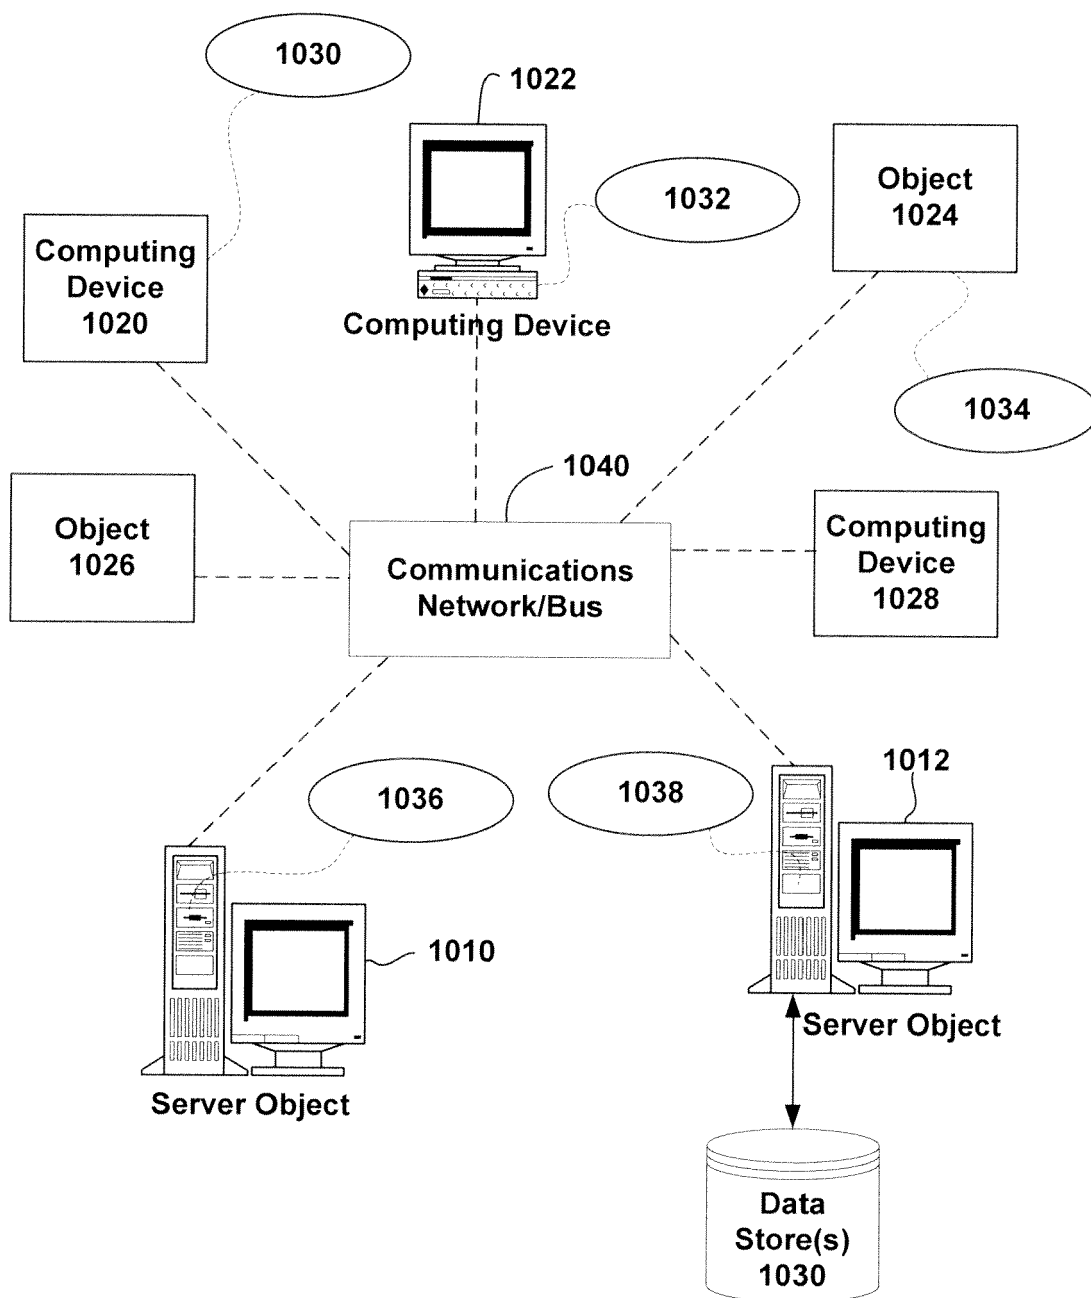 1030
1022
1032
Object
1024
Computing
Device
1020
Computing Device
1034
1040
Object
1026
Communications
Network/Bus
Computing
Device
1028
1036
1038
1012
1010
Server Object
Server Object
Data
Store(s)
1030